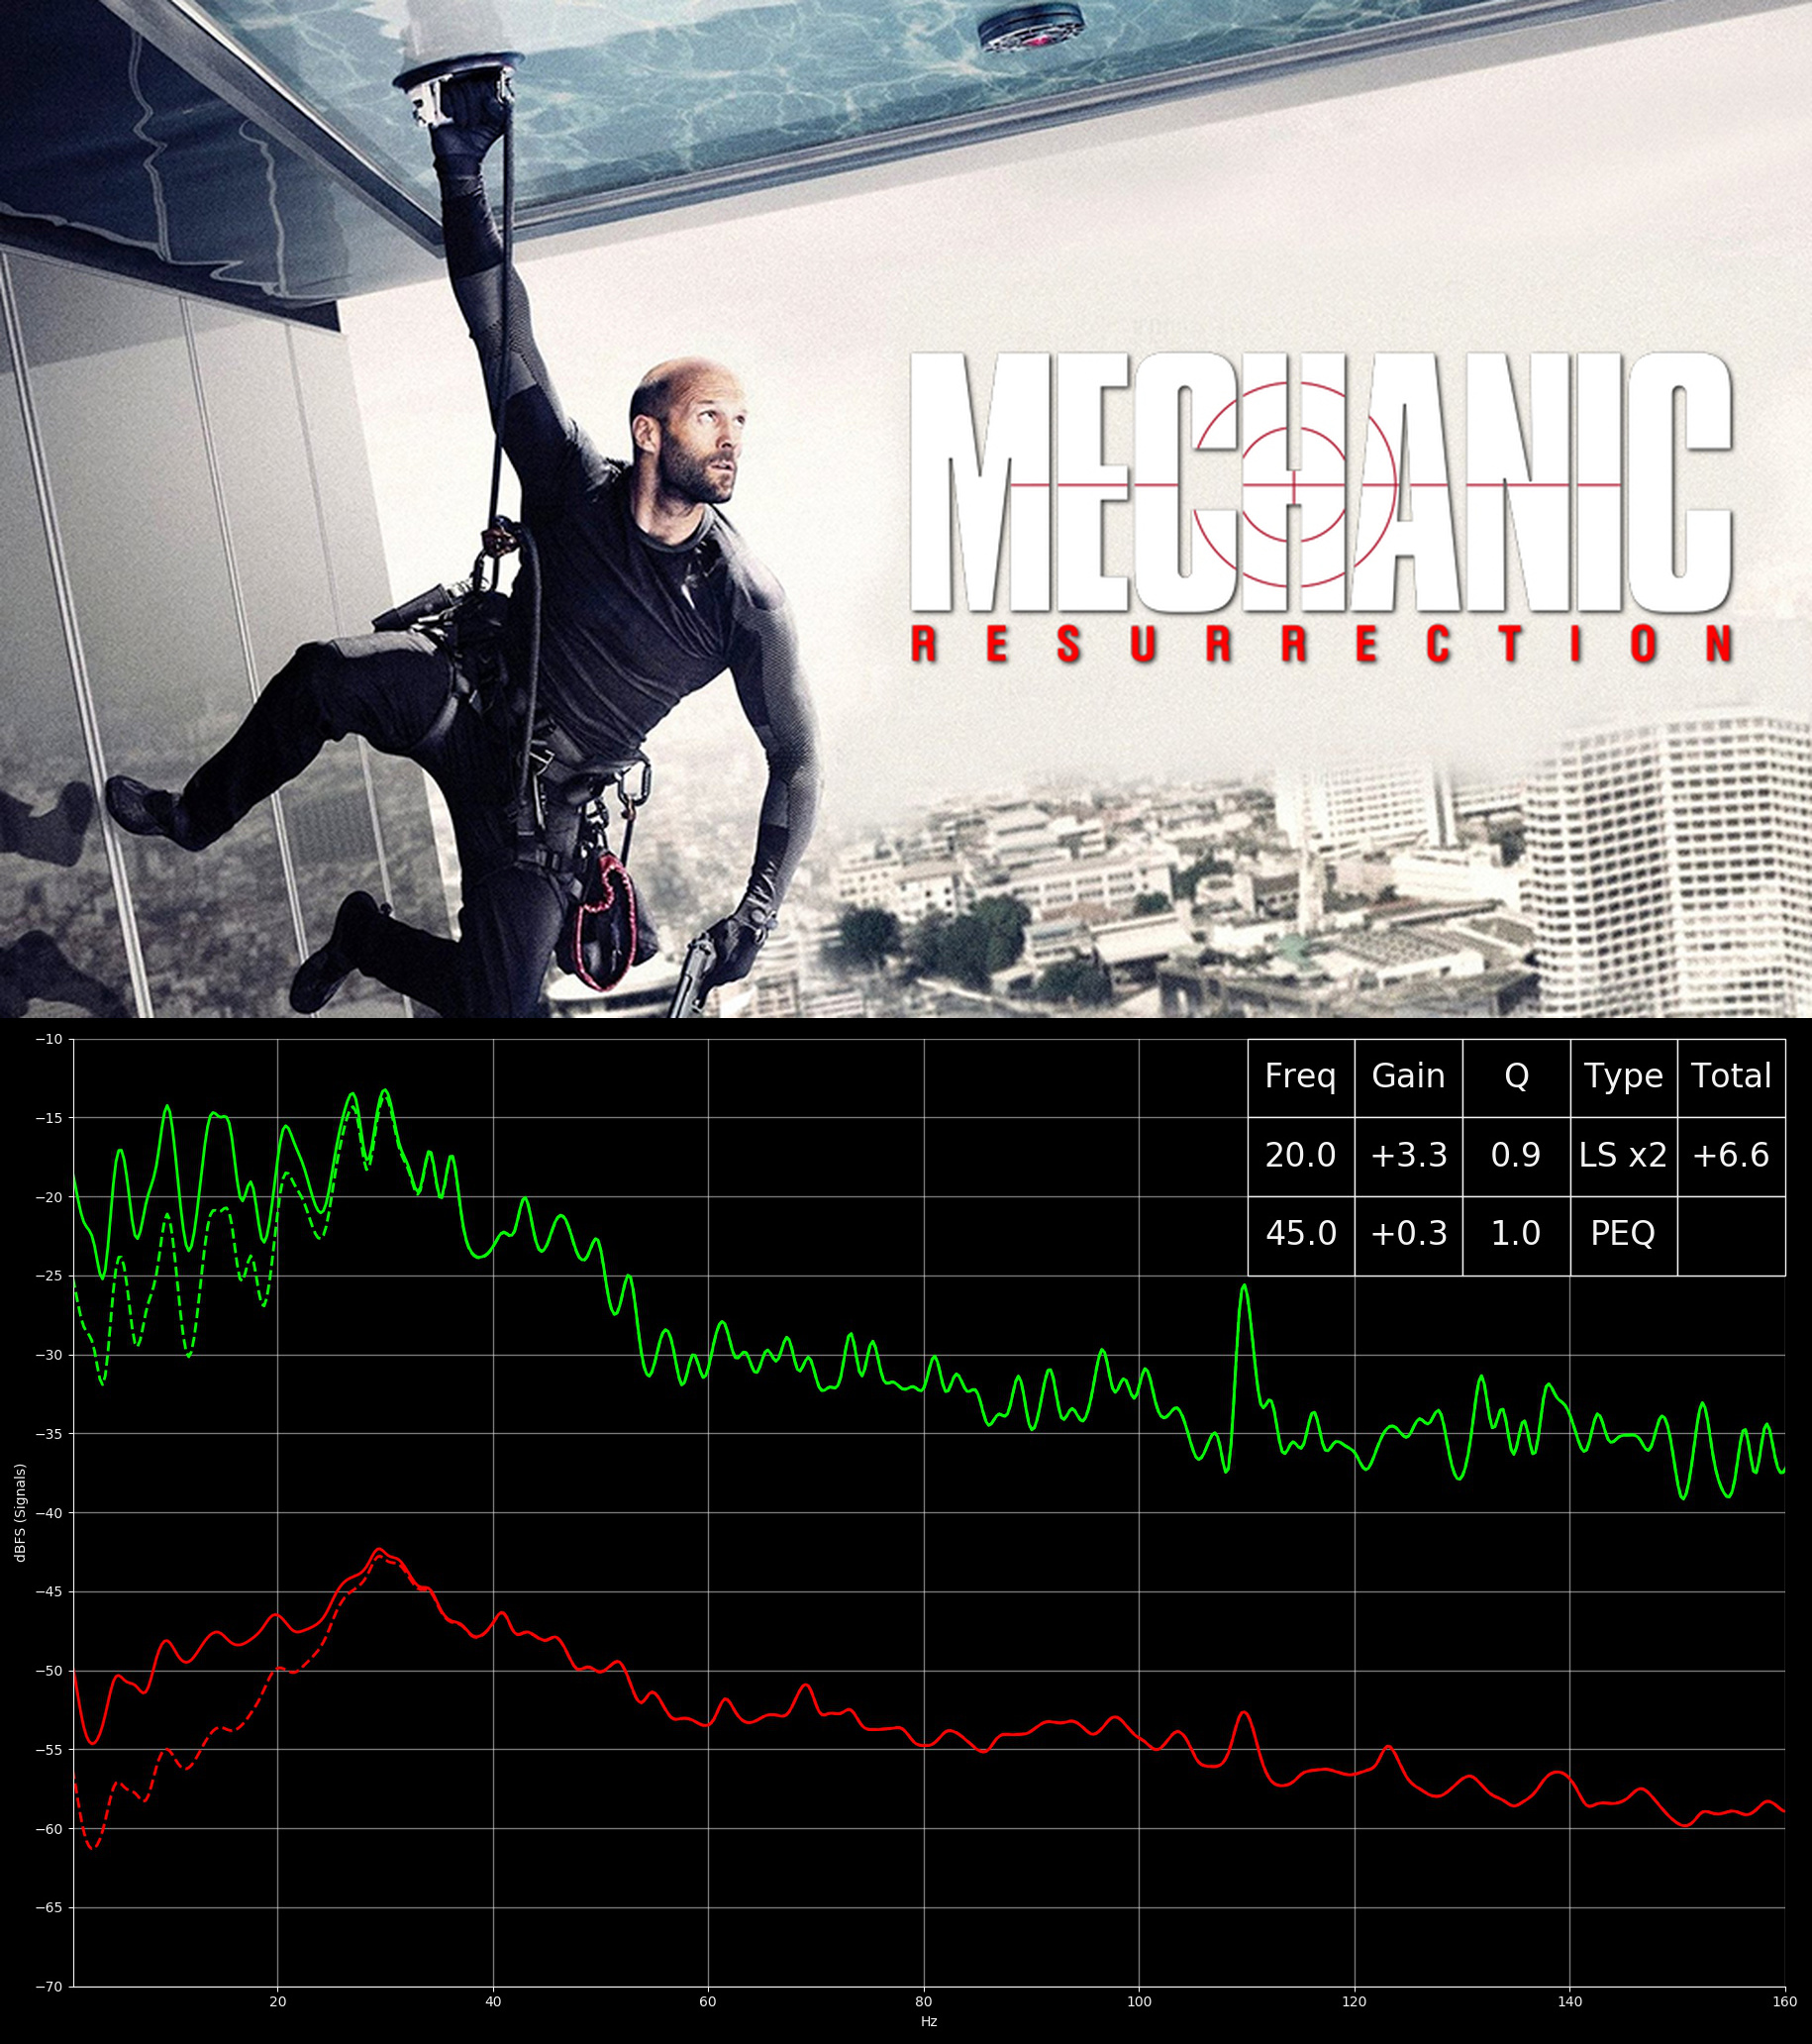 MECHANIC
RESURRECTION
Freq Gain Q Type Total
20.0 +3.3 0.9 LS x2 +6.6
45.0 +0.3 1.0 PEQ
−10
−15
−20
−25
−30
−35
−40
−45
−50
−55
−60
−65
−70
dBFS (Signals)
20 40 60 80 100 120 140 160
Hz